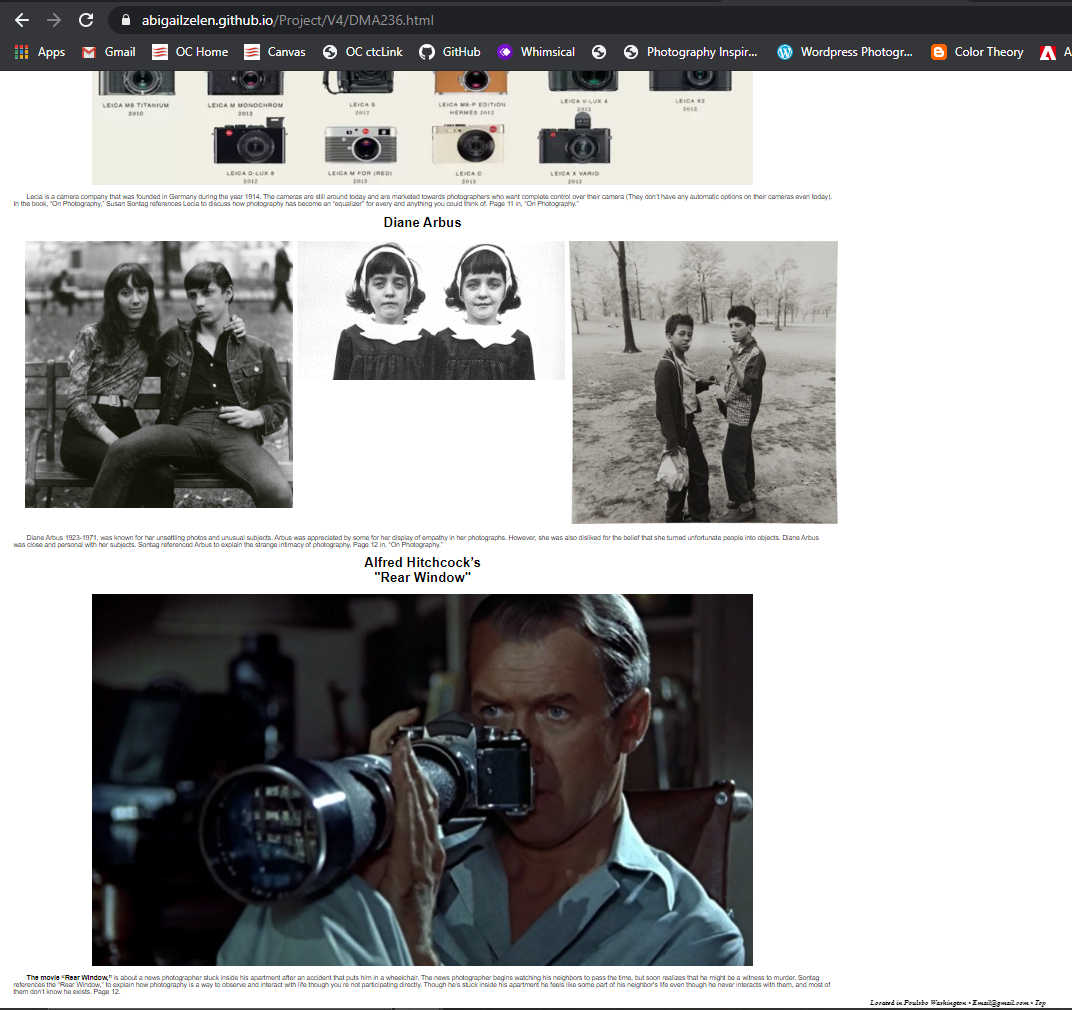 abigailzelen.github.io/Project/V4/DMA236.html
Apps Gmail OC Home Canvas OC ctcLink GitHub Whimsical Photography Inspir... Wordpress Photogr... Color Theory A
LEICA M9 TITANIUM LEICA M MONOCHROM LEICA S LEICA M9-P EDITION LEICA V-LUX 4 LEICA X2
2010 2012 2012 HERMÈS 2012 2012 2012
LEICA D-LUX 6 LEICA M FOR (RED) LEICA C LEICA X VARIO
2012 2013 2013 2013
Lecia is a camera company that was founded in Germany during the year 1914. The cameras are still around today and are marketed towards photographers who want complete control over their camera (They don't have any automatic options on their cameras even today).
In the book, "On Photography," Susan Sontag references Lecia to discuss how photography has become an "equalizer" for every and anything you could think of. Page 11 in, "On Photography."
Diane Arbus
Diane Arbus 1923-1971, was known for her unsettling photos and unusual subjects. Arbus was appreciated by some for her display of empathy in her photographs. However, she was also disliked for the belief that she turned unfortunate people into objects. Diane Arbus
was close and personal with her subjects. Sontag referenced Arbus to explain the strange intimacy of photography. Page 12 in, "On Photography."
Alfred Hitchcock's
"Rear Window"
The movie "Rear Window," is about a news photographer stuck inside his apartment after an accident that puts him in a wheelchair. The news photographer begins watching his neighbors to pass the time, but soon realizes that he might be a witness to murder. Sontag
references the "Rear Window," to explain how photography is a way to observe and interact with life though you're not participating directly. Though he's stuck inside his apartment he feels like some part of his neighbor's life even though he never interacts with them, and most of
them don't know he exists. Page 12.
Located in Poulsbo Washington • Email@gmail.com • Top